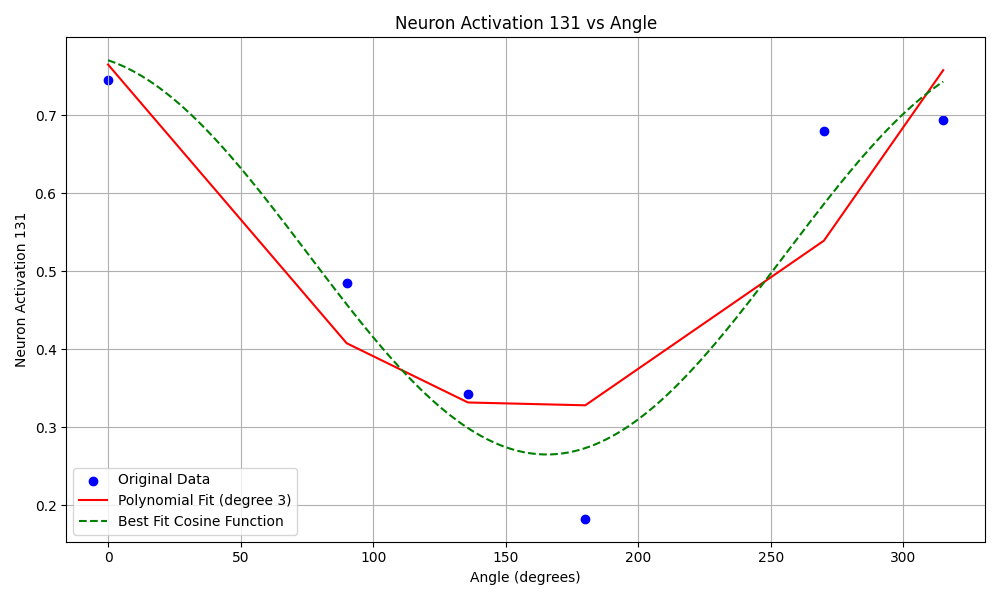 Neuron Activation 131 vs Angle
Neuron Activation 131
0.7
0.6
0.5
0.4
0.3
0.2
Original Data
Polynomial Fit (degree 3)
Best Fit Cosine Function
0 50 100 150 200 250 300
Angle (degrees)